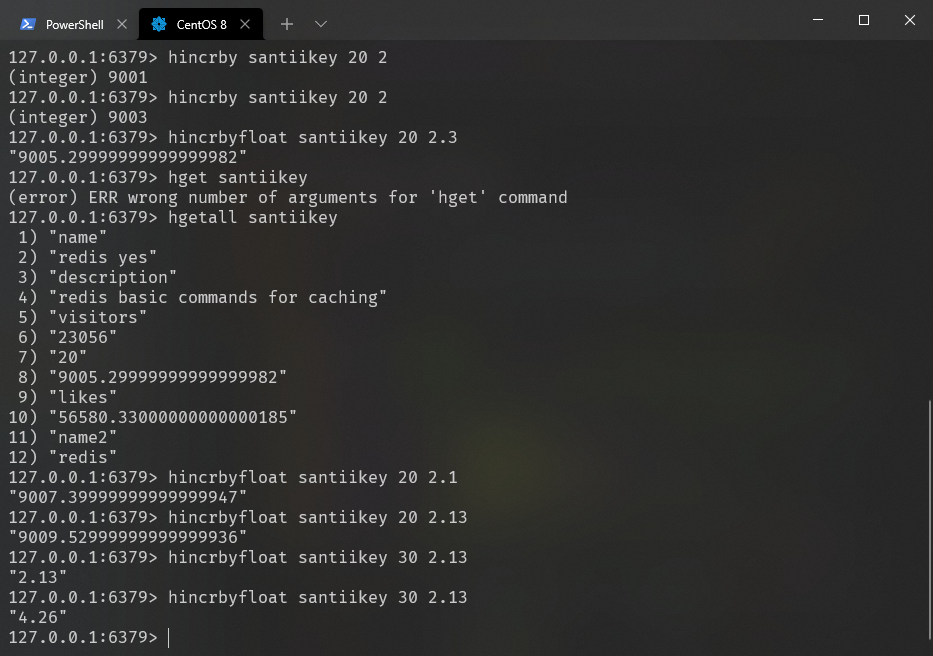 PowerShell
CentOS 8
127.0.0.1:6379> hincrby santiikey 20 2
(integer) 9001
127.0.0.1:6379> hincrby santiikey 20 2
(integer) 9003
127.0.0.1:6379> hincrbyfloat santiikey 20 2.3
"9005.29999999999999982"
127.0.0.1:6379> hget santiikey
(error) ERR wrong number of arguments for 'hget' command
127.0.0.1:6379> hgetall santiikey
1) "name"
2) "redis yes"
3) "description"
4) "redis basic commands for caching"
5) "visitors"
6) "23056"
7) "20"
8) "9005.29999999999999982"
9) "likes"
10) "56580.33000000000000185"
11) "name2"
12) "redis"
127.0.0.1:6379> hincrbyfloat santiikey 20 2.1
"9007.39999999999999947"
127.0.0.1:6379> hincrbyfloat santiikey 20 2.13
"9009.52999999999999936"
127.0.0.1:6379> hincrbyfloat santiikey 30 2.13
"2.13"
127.0.0.1:6379> hincrbyfloat santiikey 30 2.13
"4.26"
127.0.0.1:6379>